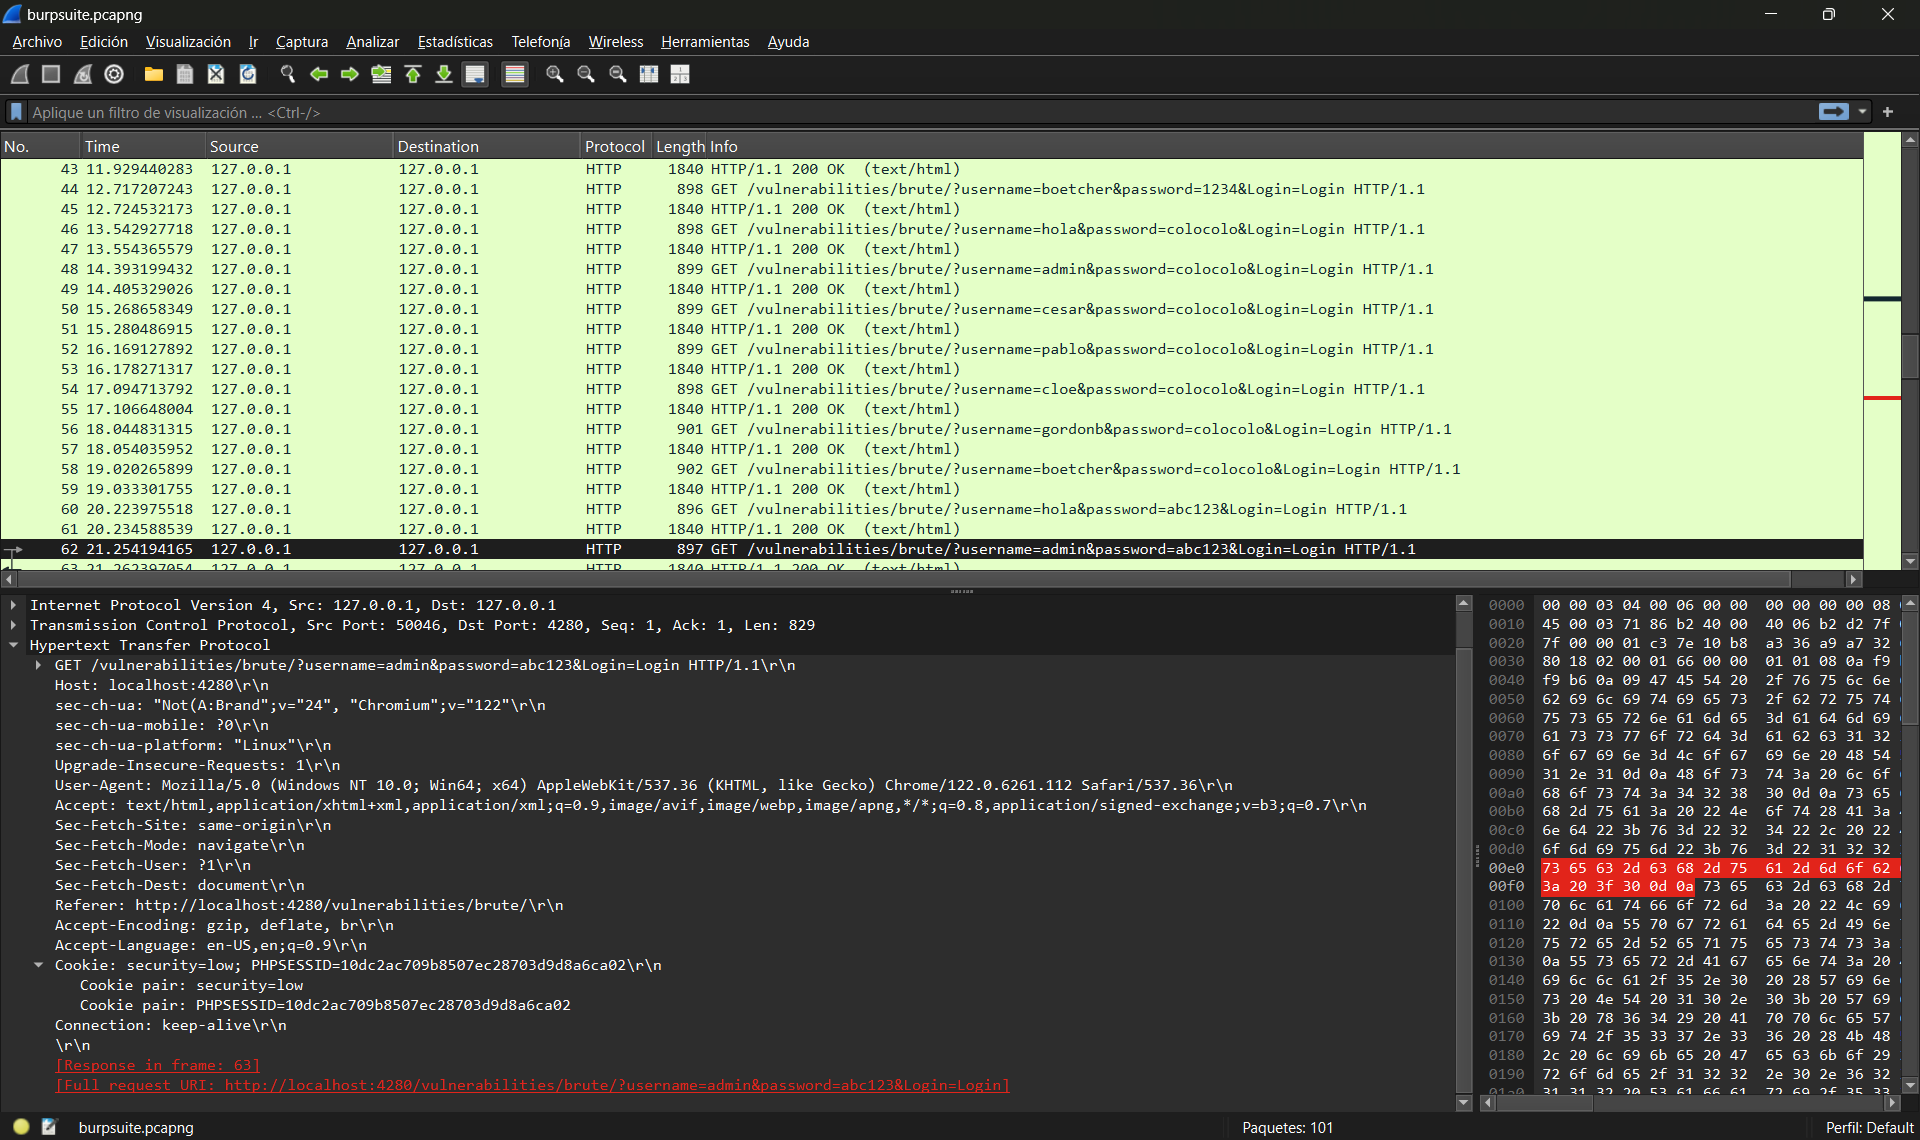 burpsuite.pcapng
Archivo Edición Visualización Ir Captura Analizar Estadísticas Telefonía Wireless Herramientas Ayuda
Aplique un filtro de visualización ... <Ctrl-/>
No. Time Source Destination Protocol Length Info
43 11.929440283 127.0.0.1 127.0.0.1 HTTP 1840 HTTP/1.1 200 OK (text/html)
44 12.717207243 127.0.0.1 127.0.0.1 HTTP 898 GET /vulnerabilities/brute/?username=boetcher&password=1234&Login=Login HTTP/1.1
45 12.724532173 127.0.0.1 127.0.0.1 HTTP 1840 HTTP/1.1 200 OK (text/html)
46 13.542927718 127.0.0.1 127.0.0.1 HTTP 898 GET /vulnerabilities/brute/?username=hola&password=colocolo&Login=Login HTTP/1.1
47 13.554365579 127.0.0.1 127.0.0.1 HTTP 1840 HTTP/1.1 200 OK (text/html)
48 14.393199432 127.0.0.1 127.0.0.1 HTTP 899 GET /vulnerabilities/brute/?username=admin&password=colocolo&Login=Login HTTP/1.1
49 14.405329026 127.0.0.1 127.0.0.1 HTTP 1840 HTTP/1.1 200 OK (text/html)
50 15.268658349 127.0.0.1 127.0.0.1 HTTP 899 GET /vulnerabilities/brute/?username=cesar&password=colocolo&Login=Login HTTP/1.1
51 15.280486915 127.0.0.1 127.0.0.1 HTTP 1840 HTTP/1.1 200 OK (text/html)
52 16.169127892 127.0.0.1 127.0.0.1 HTTP 899 GET /vulnerabilities/brute/?username=pablo&password=colocolo&Login=Login HTTP/1.1
53 16.178271317 127.0.0.1 127.0.0.1 HTTP 1840 HTTP/1.1 200 OK (text/html)
54 17.094713792 127.0.0.1 127.0.0.1 HTTP 898 GET /vulnerabilities/brute/?username=cloe&password=colocolo&Login=Login HTTP/1.1
55 17.106648004 127.0.0.1 127.0.0.1 HTTP 1840 HTTP/1.1 200 OK (text/html)
56 18.044831315 127.0.0.1 127.0.0.1 HTTP 901 GET /vulnerabilities/brute/?username=gordonb&password=colocolo&Login=Login HTTP/1.1
57 18.054035952 127.0.0.1 127.0.0.1 HTTP 1840 HTTP/1.1 200 OK (text/html)
58 19.020265899 127.0.0.1 127.0.0.1 HTTP 902 GET /vulnerabilities/brute/?username=boetcher&password=colocolo&Login=Login HTTP/1.1
59 19.033301755 127.0.0.1 127.0.0.1 HTTP 1840 HTTP/1.1 200 OK (text/html)
60 20.223975518 127.0.0.1 127.0.0.1 HTTP 896 GET /vulnerabilities/brute/?username=hola&password=abc123&Login=Login HTTP/1.1
61 20.234588539 127.0.0.1 127.0.0.1 HTTP 1840 HTTP/1.1 200 OK (text/html)
62 21.254194165 127.0.0.1 127.0.0.1 HTTP 897 GET /vulnerabilities/brute/?username=admin&password=abc123&Login=Login HTTP/1.1
63 21.262397054 127.0.0.1 127.0.0.1 HTTP 1840 HTTP/1.1 200 OK (text/html)
Internet Protocol Version 4, Src: 127.0.0.1, Dst: 127.0.0.1
Transmission Control Protocol, Src Port: 50046, Dst Port: 4280, Seq: 1, Ack: 1, Len: 829
Hypertext Transfer Protocol
GET /vulnerabilities/brute/?username=admin&password=abc123&Login=Login HTTP/1.1\r\n
Host: localhost:4280\r\n
sec-ch-ua: "Not(A:Brand";v="24", "Chromium";v="122"\r\n
sec-ch-ua-mobile: ?0\r\n
sec-ch-ua-platform: "Linux"\r\n
Upgrade-Insecure-Requests: 1\r\n
User-Agent: Mozilla/5.0 (Windows NT 10.0; Win64; x64) AppleWebKit/537.36 (KHTML, like Gecko) Chrome/122.0.6261.112 Safari/537.36\r\n
Accept: text/html,application/xhtml+xml,application/xml;q=0.9,image/avif,image/webp,image/apng,*/*;q=0.8,application/signed-exchange;v=b3;q=0.7\r\n
Sec-Fetch-Site: same-origin\r\n
Sec-Fetch-Mode: navigate\r\n
Sec-Fetch-User: ?1\r\n
Sec-Fetch-Dest: document\r\n
Referer: http://localhost:4280/vulnerabilities/brute/\r\n
Accept-Encoding: gzip, deflate, br\r\n
Accept-Language: en-US,en;q=0.9\r\n
Cookie: security=low; PHPSESSID=10dc2ac709b8507ec28703d9d8a6ca02\r\n
Cookie pair: security=low
Cookie pair: PHPSESSID=10dc2ac709b8507ec28703d9d8a6ca02
Connection: keep-alive\r\n
\r\n
[Response in frame: 63]
[Full request URI: http://localhost:4280/vulnerabilities/brute/?username=admin&password=abc123&Login=Login]
0000 00 00 03 04 00 06 00 00 00 00 00 00 08
0010 45 00 03 71 86 b2 40 00 40 06 b2 d2 7f
0020 7f 00 00 01 c3 7e 10 b8 a3 36 a9 a7 32
0030 80 18 02 00 01 66 00 00 01 01 08 0a f9
0040 f9 b6 0a 09 47 45 54 20 2f 76 75 6c 6e
0050 62 69 6c 69 74 69 65 73 2f 62 72 75 74
0060 75 73 65 72 6e 61 6d 65 3d 61 64 6d 69
0070 61 73 73 77 6f 72 64 3d 61 62 63 31 32
0080 6f 67 69 6e 3d 4c 6f 67 69 6e 20 48 54
0090 31 2e 31 0d 0a 48 6f 73 74 3a 20 6c 6f
00a0 68 6f 73 74 3a 34 32 38 30 0d 0a 73 65
00b0 68 2d 75 61 3a 20 22 4e 6f 74 28 41 3a
00c0 6e 64 22 3b 76 3d 22 32 34 22 2c 20 22
00d0 6f 6d 69 75 6d 22 3b 76 3d 22 31 32 32
00e0 73 65 63 2d 63 68 2d 75 61 2d 6d 6f 62
00f0 3a 20 3f 30 0d 0a 73 65 63 2d 63 68 2d
0100 70 6c 61 74 66 6f 72 6d 3a 20 22 4c 69
0110 22 0d 0a 55 70 67 72 61 64 65 2d 49 6e
0120 75 72 65 2d 52 65 71 75 65 73 74 73 3a
0130 0a 55 73 65 72 2d 41 67 65 6e 74 3a 20
0140 69 6c 6c 61 2f 35 2e 30 20 28 57 69 6e
0150 73 20 4e 54 20 31 30 2e 30 3b 20 57 69
0160 3b 20 78 36 34 29 20 41 70 70 6c 65 57
0170 69 74 2f 35 33 37 2e 33 36 20 28 4b 48
0180 2c 20 6c 69 6b 65 20 47 65 63 6b 6f 29
0190 72 6f 6d 65 2f 31 32 32 2e 30 2e 36 32
01a0 31 31 32 20 53 61 66 61 72 69 2f 35 33
burpsuite.pcapng
Paquetes: 101
Perfil: Default